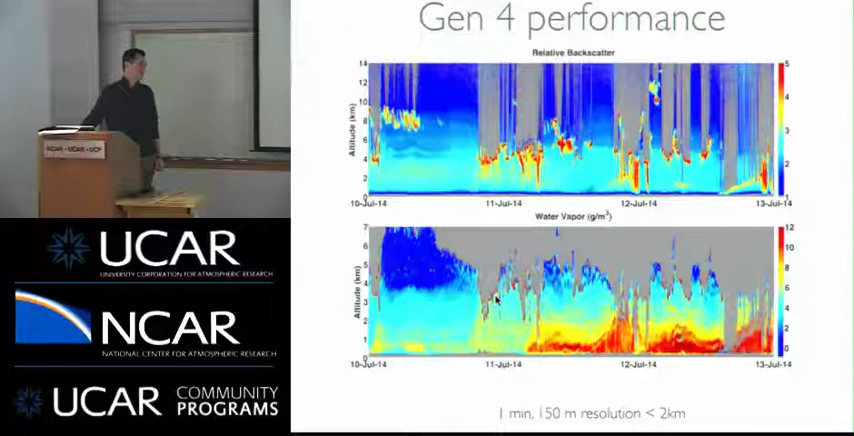 Gen 4 performance
Relative Backscatter
Altitude (km)
14
12
10
8
6
4
2
0
10-Jul-14
11-Jul-14
12-Jul-14
13-Jul-14
5
4
3
2
1
Water Vapor (g/m³)
Altitude (km)
7
6
5
4
3
2
1
0
10-Jul-14
11-Jul-14
12-Jul-14
13-Jul-14
12
10
8
6
4
2
0
1 min, 150 m resolution < 2km
NCAR • UCAR • UCP
UCAR
UNIVERSITY CORPORATION FOR ATMOSPHERIC RESEARCH
NCAR
NATIONAL CENTER FOR ATMOSPHERIC RESEARCH
UCAR
COMMUNITY
PROGRAMS